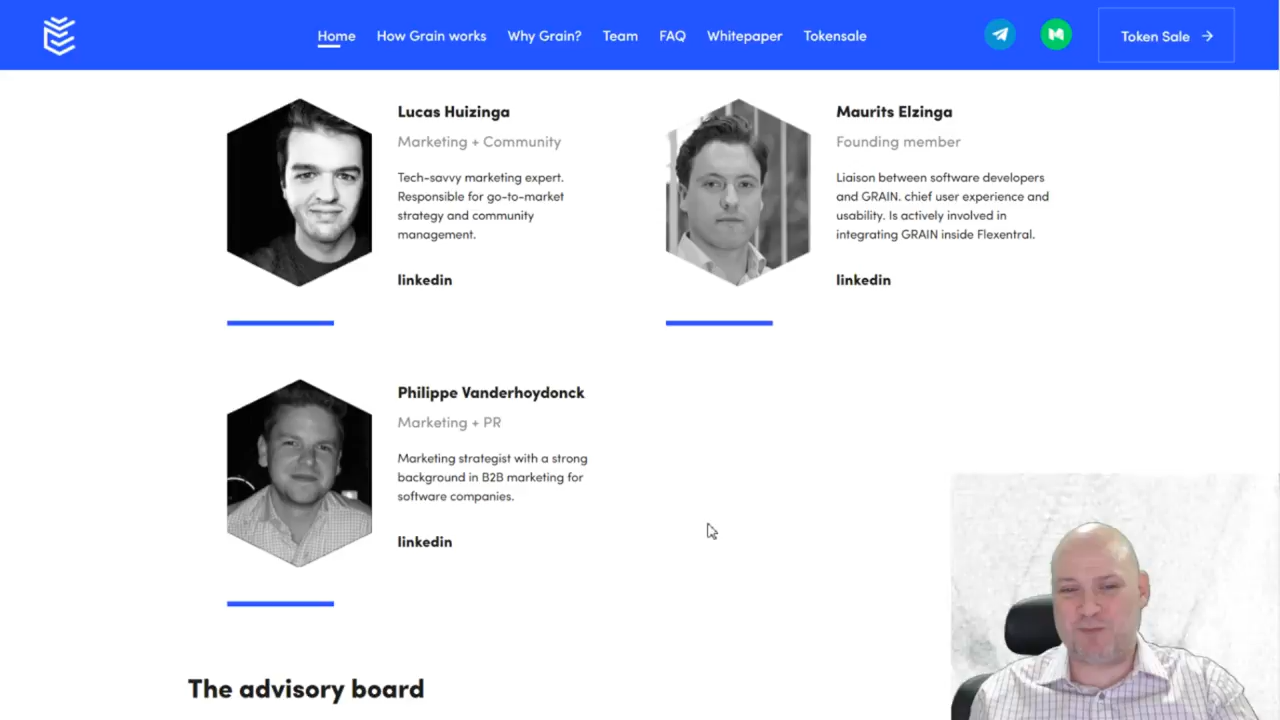 Home How Grain works Why Grain? Team FAQ Whitepaper Tokensale Token Sale
Lucas Huizinga
Marketing + Community
Tech-savvy marketing expert.
Responsible for go-to-market
strategy and community
management.
linkedin
Maurits Elzinga
Founding member
Liaison between software developers
and GRAIN. chief user experience and
usability. Is actively involved in
integrating GRAIN inside Flexentral.
linkedin
Philippe Vanderhoydonck
Marketing + PR
Marketing strategist with a strong
background in B2B marketing for
software companies.
linkedin
The advisory board